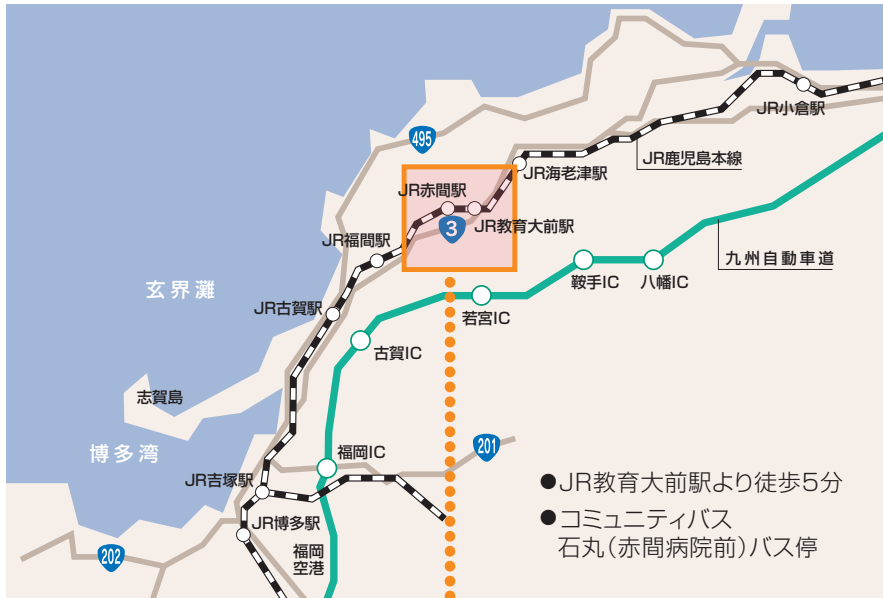 JR小倉駅
495
JR鹿児島本線
JR海老津駅
JR赤間駅
3
JR教育大前駅
JR福間駅
九州自動車道
鞍手IC
八幡IC
玄界灘
若宮IC
JR古賀駅
古賀IC
志賀島
博多湾
福岡IC
201
JR吉塚駅
●JR教育大前駅より徒歩5分
JR博多駅
●コミュニティバス
石丸(赤間病院前)バス停
福岡
空港
202